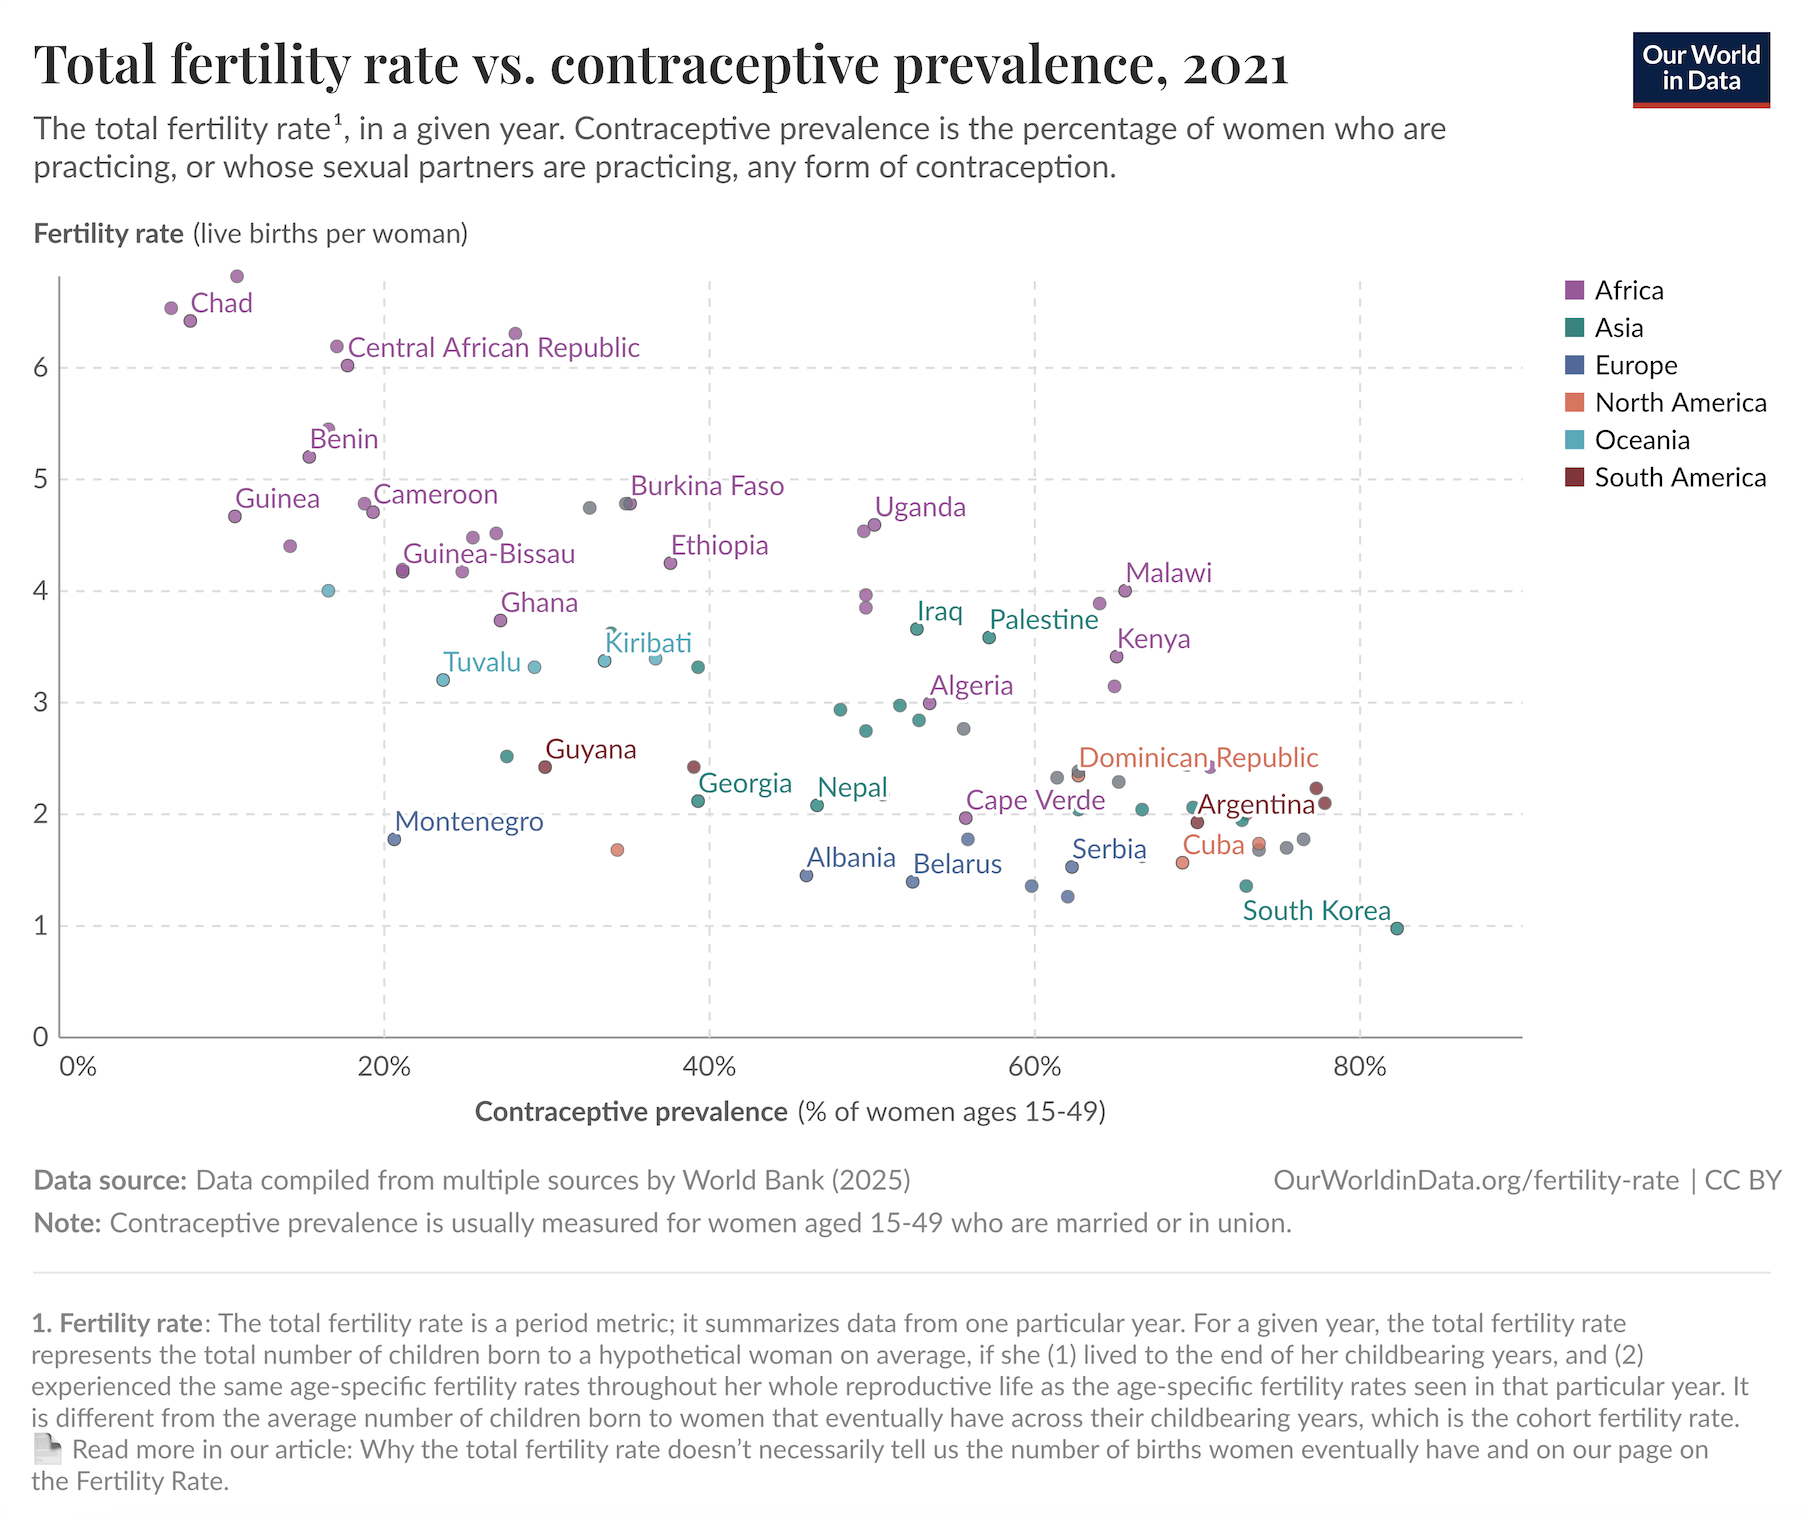 Total fertility rate vs. contraceptive prevalence, 2021
Our World
in Data
The total fertility rate¹, in a given year. Contraceptive prevalence is the percentage of women who are
practicing, or whose sexual partners are practicing, any form of contraception.
Fertility rate (live births per woman)
Africa
Asia
Europe
North America
Oceania
South America
Chad
Central African Republic
6
Benin
5
Guinea
Cameroon
Burkina Faso
Uganda
Guinea-Bissau
Ethiopia
4
Malawi
Ghana
Iraq
Palestine
Kiribati
Kenya
Tuvalu
3
Algeria
Guyana
Dominican Republic
Georgia
Nepal
Cape Verde
Argentina
2
Montenegro
Albania
Belarus
Serbia
Cuba
South Korea
1
0
0%
20%
40%
60%
80%
Contraceptive prevalence (% of women ages 15-49)
Data source: Data compiled from multiple sources by World Bank (2025)
OurWorldinData.org/fertility-rate | CC BY
Note: Contraceptive prevalence is usually measured for women aged 15-49 who are married or in union.
1. Fertility rate: The total fertility rate is a period metric; it summarizes data from one particular year. For a given year, the total fertility rate
represents the total number of children born to a hypothetical woman on average, if she (1) lived to the end of her childbearing years, and (2)
experienced the same age-specific fertility rates throughout her whole reproductive life as the age-specific fertility rates seen in that particular year. It
is different from the average number of children born to women that eventually have across their childbearing years, which is the cohort fertility rate.
Read more in our article: Why the total fertility rate doesn’t necessarily tell us the number of births women eventually have and on our page on
the Fertility Rate.